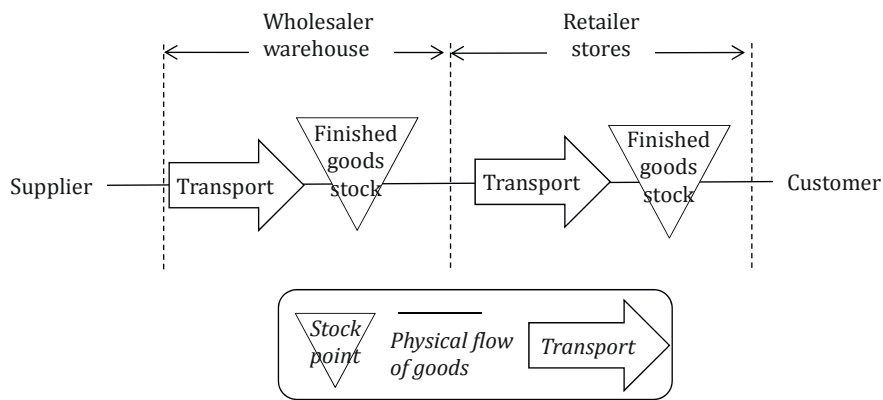 Wholesaler
warehouse
Retailer
stores
Supplier
Transport
Finished
goods
stock
Transport
Finished
goods
stock
Customer
Stock
point
Physical flow
of goods
Transport